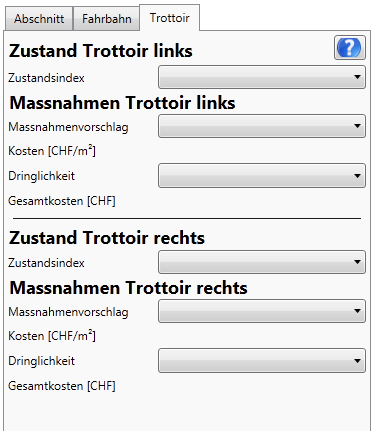 Abschnitt Fahrbahn Trottoir
Zustand Trottoir links ?
Zustandsindex
Massnahmen Trottoir links
Massnahmenvorschlag
Kosten [CHF/m²]
Dringlichkeit
Gesamtkosten [CHF]
Zustand Trottoir rechts
Zustandsindex
Massnahmen Trottoir rechts
Massnahmenvorschlag
Kosten [CHF/m²]
Dringlichkeit
Gesamtkosten [CHF]